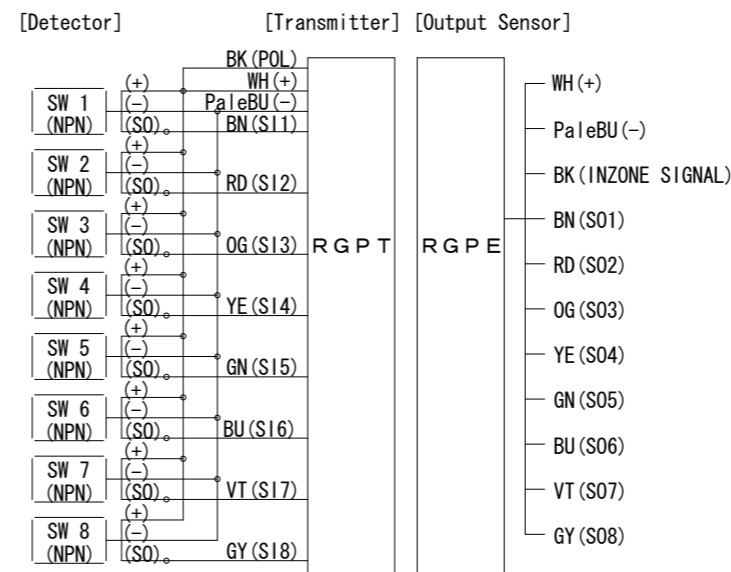 [Detector] [Transmitter] [Output Sensor]
BK(POL)
(+) WH(+) WH(+)
SW 1 (−) PaleBU(−)
(NPN) (SO) BN(SI1) PaleBU(−)
(+)
SW 2 (−) BK(INZONE SIGNAL)
(NPN) (SO) RD(SI2)
(+) BN(SO1)
SW 3 (−)
(NPN) (SO) OG(SI3) RGPT RGPE
(+) RD(SO2)
SW 4 (−)
(NPN) (SO) YE(SI4) OG(SO3)
(+)
SW 5 (−) YE(SO4)
(NPN) (SO) GN(SI5)
(+)
SW 6 (−) GN(SO5)
(NPN) (SO) BU(SI6)
(+) BU(SO6)
SW 7 (−)
(NPN) (SO) VT(SI7) VT(SO7)
(+)
SW 8 (−) GY(SO8)
(NPN) (SO) GY(SI8)